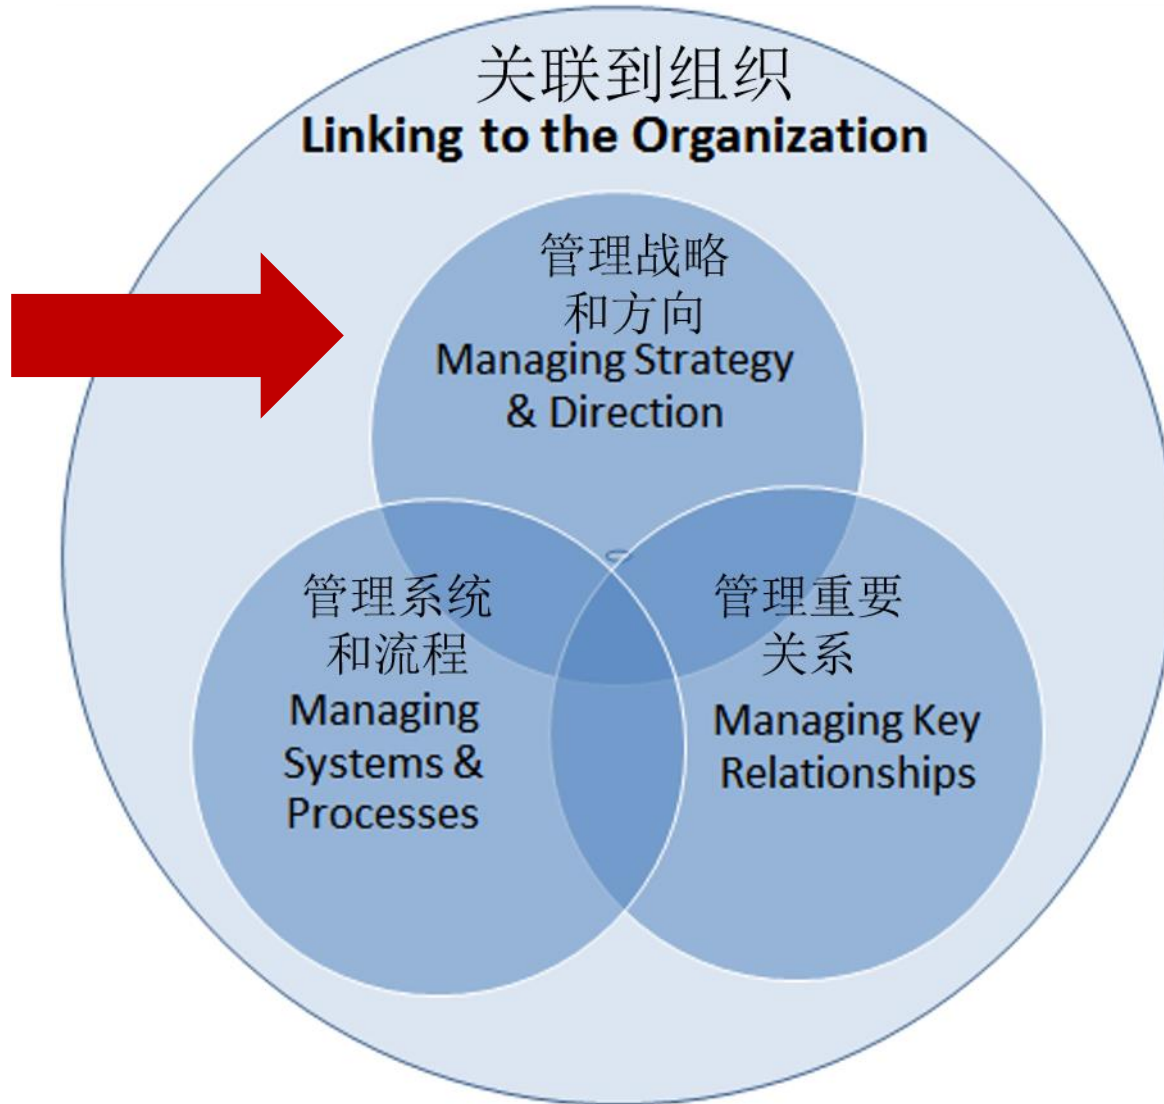 关联到组织
Linking to the Organization
管理战略
和方向
Managing Strategy
& Direction
管理系统
和流程
Managing
Systems &
Processes
管理重要
关系
Managing Key
Relationships